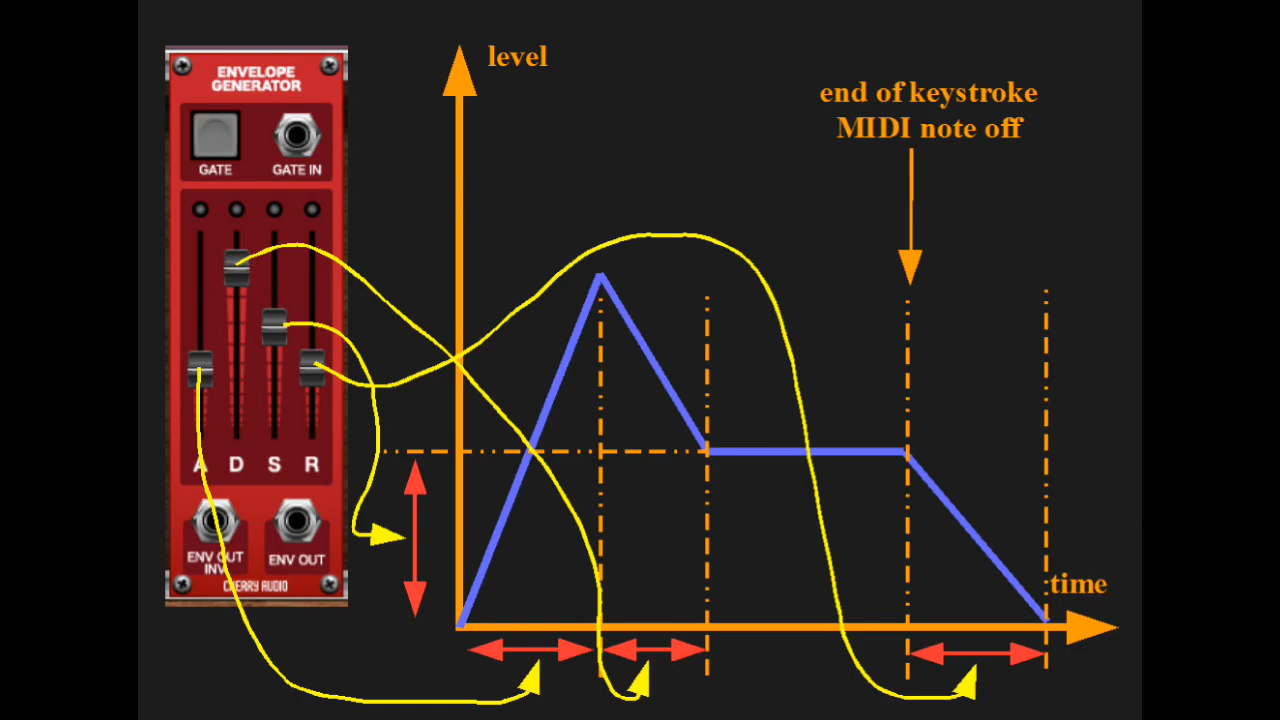 ENVELOPE
GENERATOR
GATE
GATE IN
A D S R
ENV OUT
INV
ENV OUT
CHERRY AUDIO
level
end of keystroke
MIDI note off
time